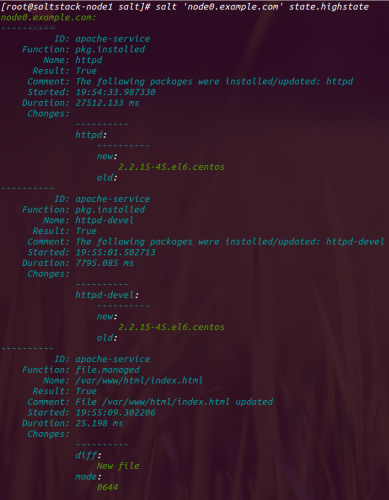 [root@saltstack-node1 salt]# salt 'node0.example.com' state.highstate
node0.example.com:
----------
ID: apache-service
Function: pkg.installed
Name: httpd
Result: True
Comment: The following packages were installed/updated: httpd
Started: 19:54:33.987330
Duration: 27512.133 ms
Changes:
----------
httpd:
----------
new:
2.2.15-45.el6.centos
old:
----------
ID: apache-service
Function: pkg.installed
Name: httpd-devel
Result: True
Comment: The following packages were installed/updated: httpd-devel
Started: 19:55:01.502713
Duration: 7795.085 ms
Changes:
----------
httpd-devel:
----------
new:
2.2.15-45.el6.centos
old:
----------
ID: apache-service
Function: file.managed
Name: /var/www/html/index.html
Result: True
Comment: File /var/www/html/index.html updated
Started: 19:55:09.302206
Duration: 25.198 ms
Changes:
----------
diff:
New file
mode:
0644